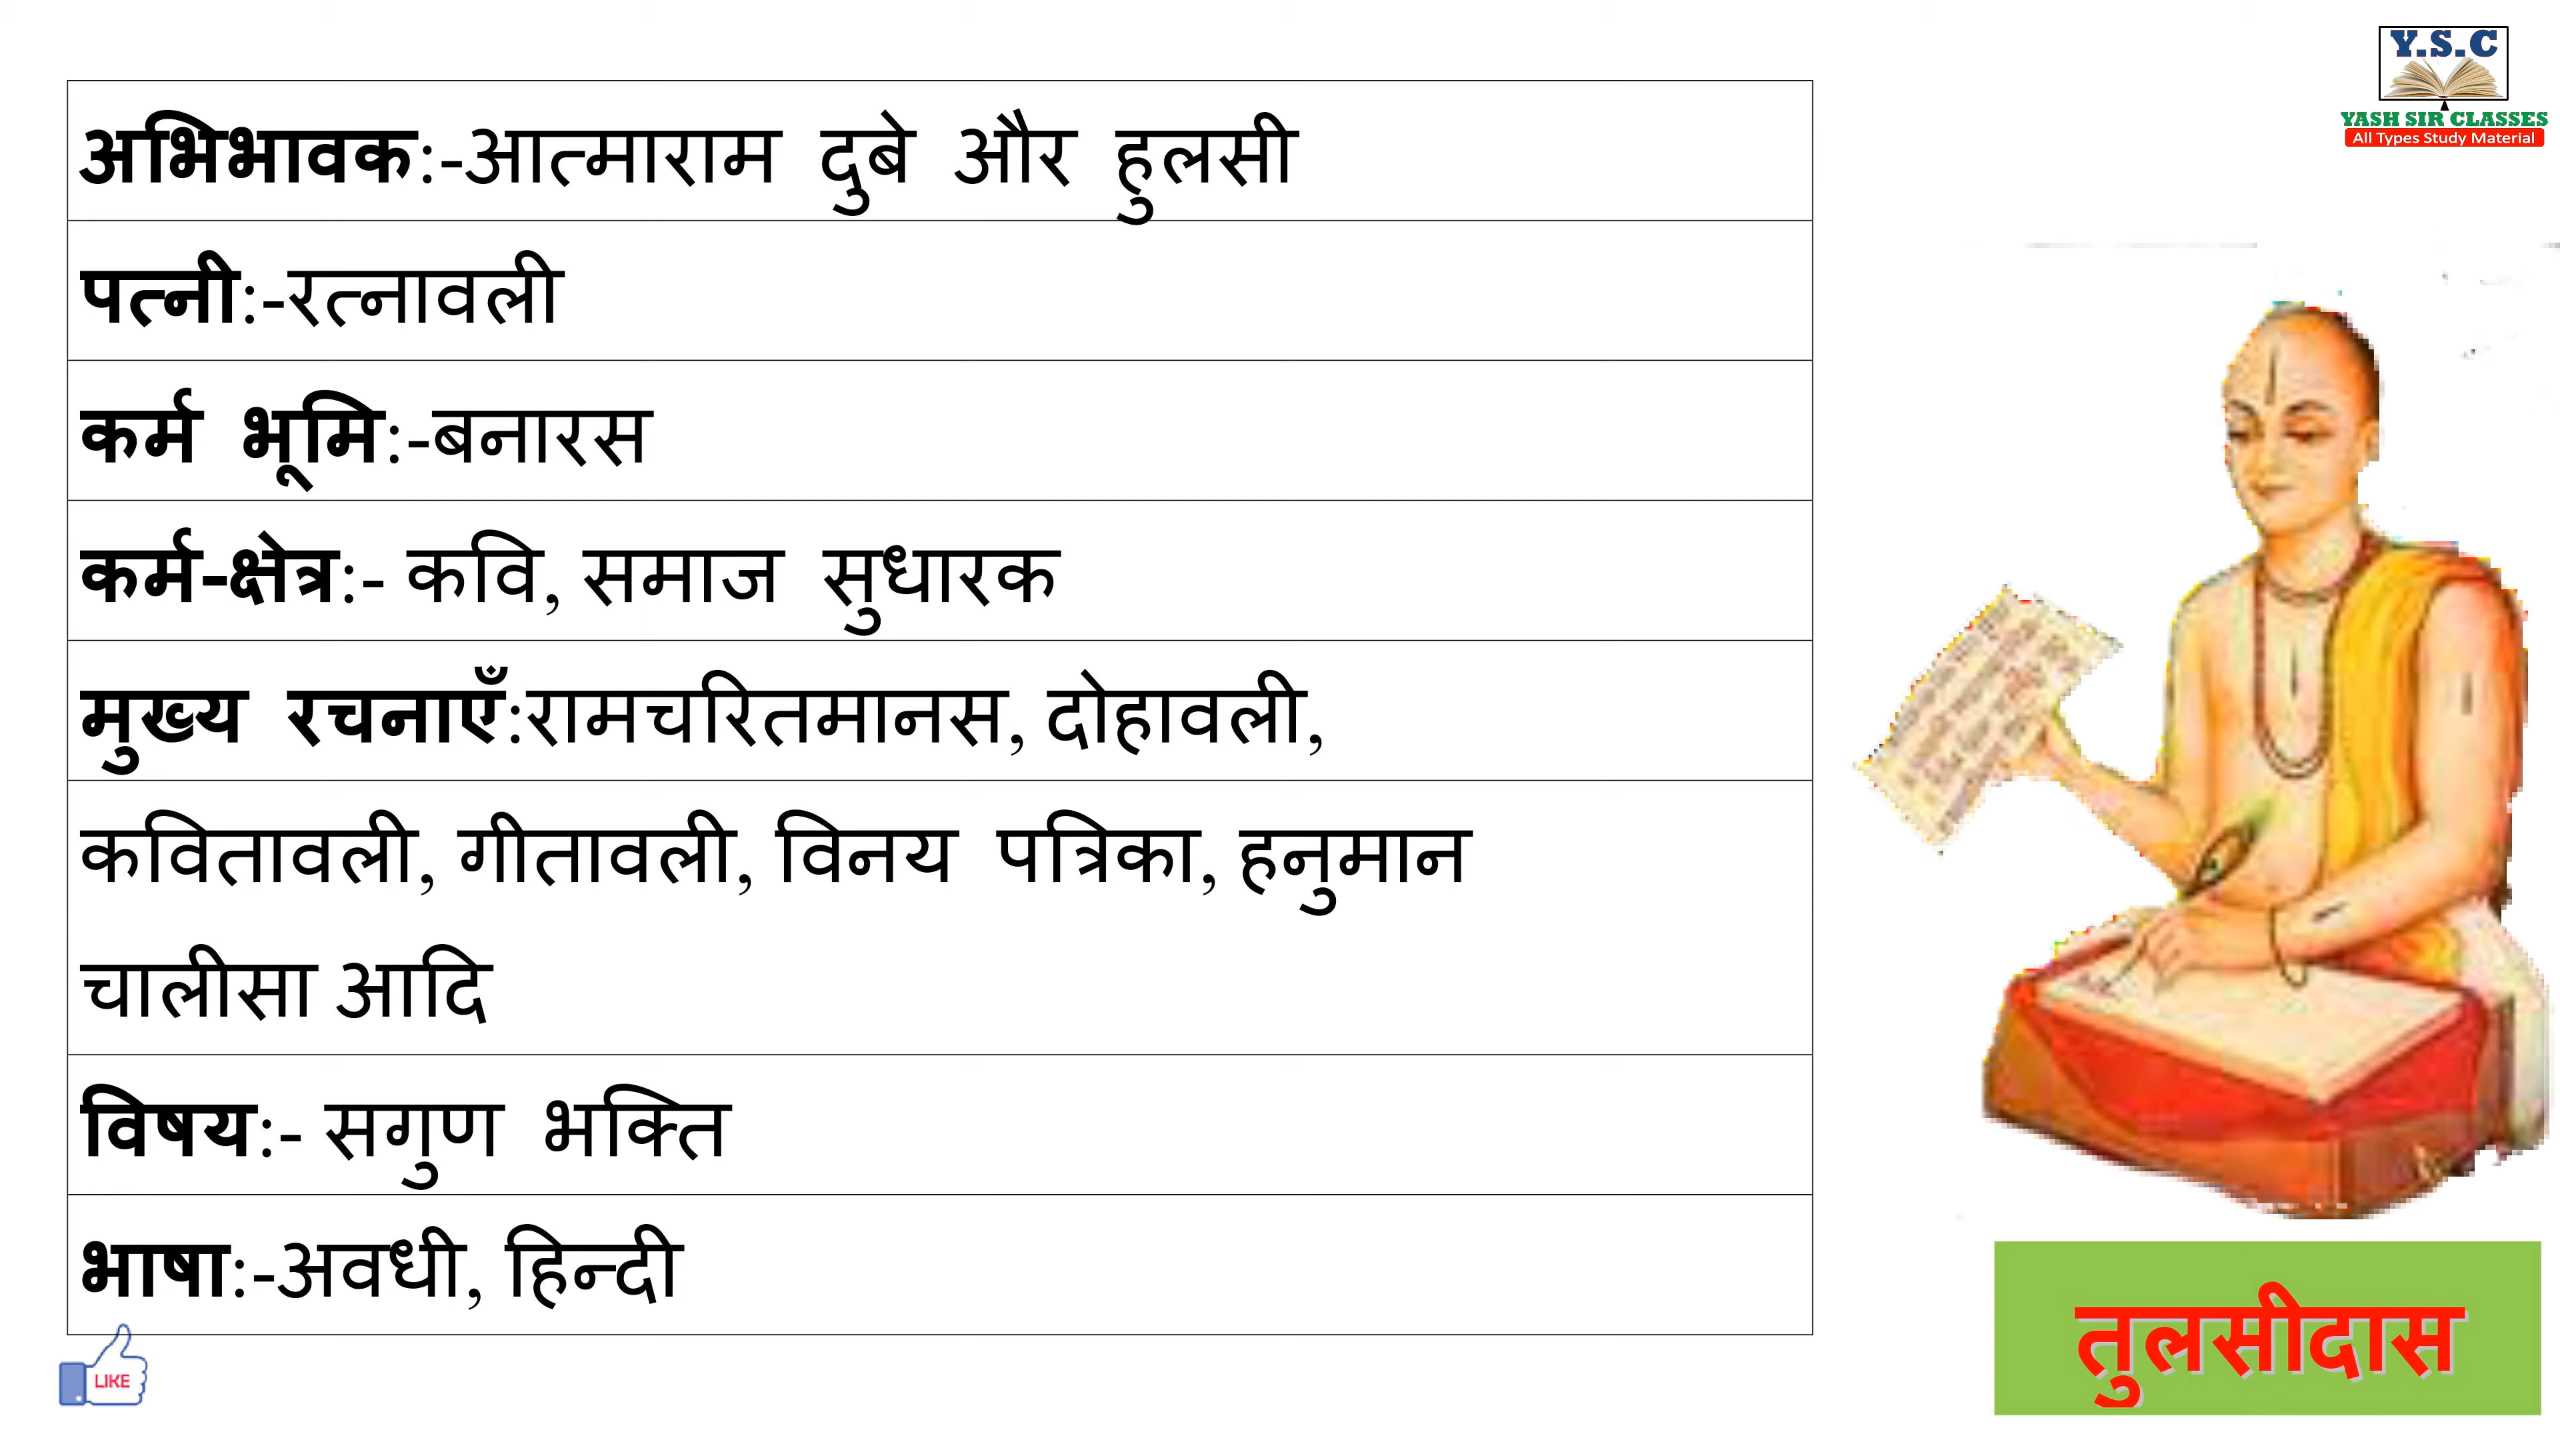 Y.S.C
YASH SIR CLASSES
All Types Study Material
अभिभावक:-आत्माराम दुबे और हुलसी
पत्नी:-रत्नावली
कर्म भूमि:-बनारस
कर्म-क्षेत्र:- कवि, समाज सुधारक
मुख्य रचनाएँ:रामचरितमानस, दोहावली,
कवितावली, गीतावली, विनय पत्रिका, हनुमान
चालीसा आदि
विषय:- सगुण भक्ति
भाषा:-अवधी, हिन्दी
LIKE
तुलसीदास